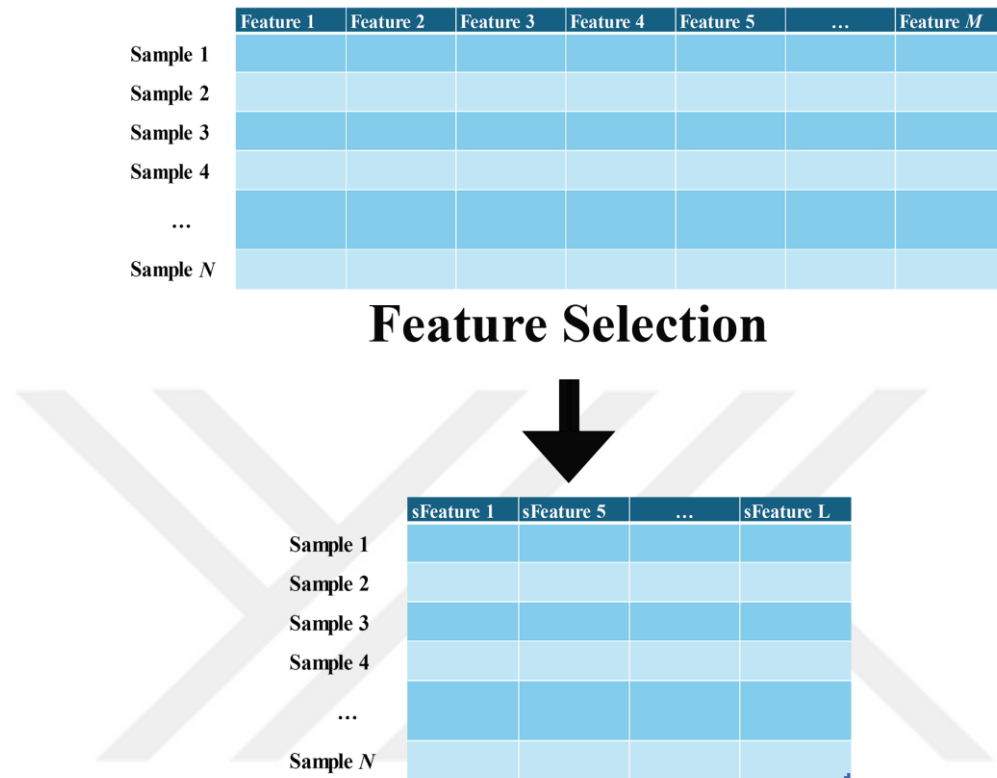 Feature 1 Feature 2 Feature 3 Feature 4 Feature 5 ... Feature M
Sample 1
Sample 2
Sample 3
Sample 4
...
Sample N
Feature Selection
sFeature 1 sFeature 5 ... sFeature L
Sample 1
Sample 2
Sample 3
Sample 4
...
Sample N